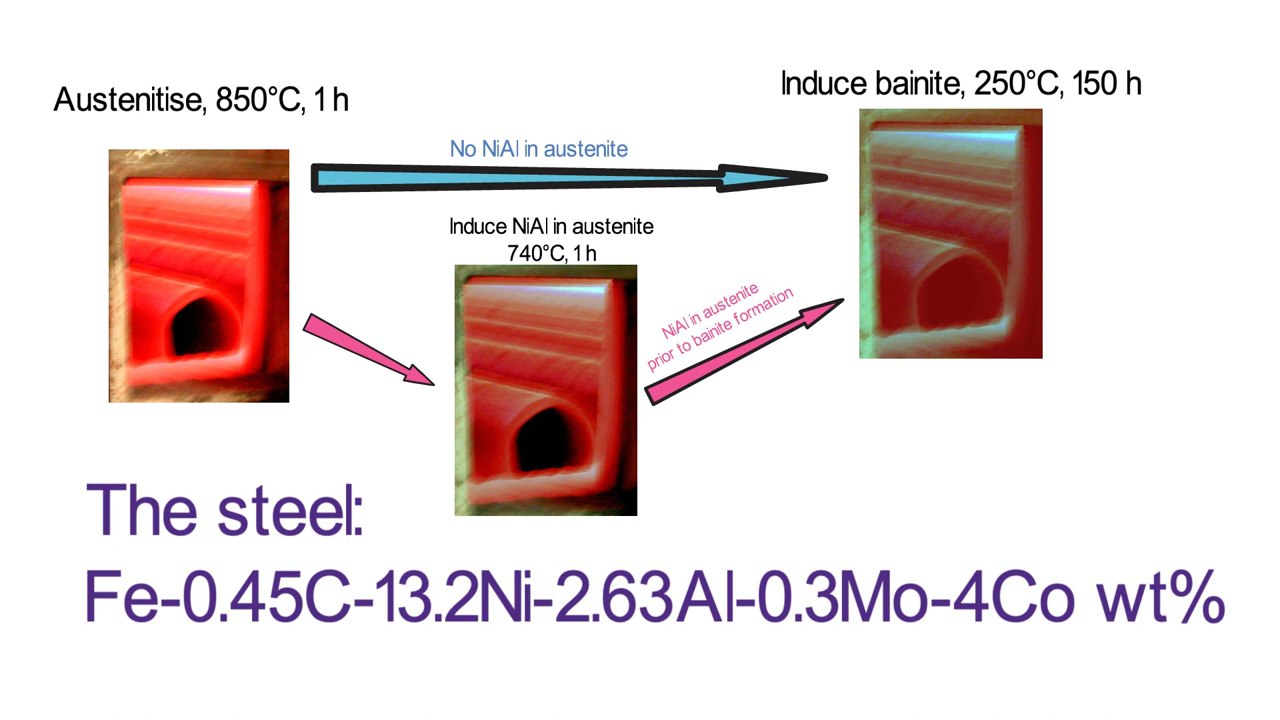 Austenitise, 850°C, 1 h
Induce bainite, 250°C, 150 h
No NiAl in austenite
Induce NiAl in austenite
740°C, 1 h
NiAl in austenite
prior to bainite formation
The steel:
Fe-0.45C-13.2Ni-2.63Al-0.3Mo-4Co wt%